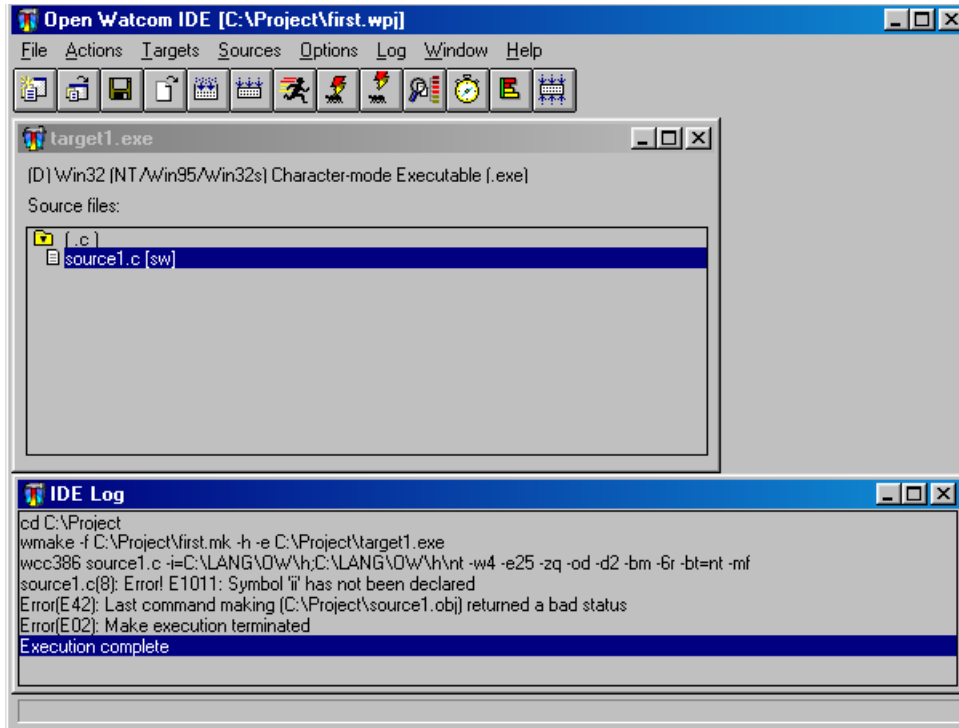 Open Watcom IDE [C:\Project\first.wpj]
File Actions Targets Sources Options Log Window Help
target1.exe
(D) Win32 (NT/Win95/Win32s) Character-mode Executable (.exe)
Source files:
(.c)
source1.c [sw]
IDE Log
cd C:\Project
wmake -f C:\Project\first.mk -h -e C:\Project\target1.exe
wcc386 source1.c -i=C:\LANG\OW\h;C:\LANG\OW\h\nt -w4 -e25 -zq -od -d2 -bm -6r -bt=nt -mf
source1.c(8): Error! E1011: Symbol 'ii' has not been declared
Error(E42): Last command making (C:\Project\source1.obj) returned a bad status
Error(E02): Make execution terminated
Execution complete